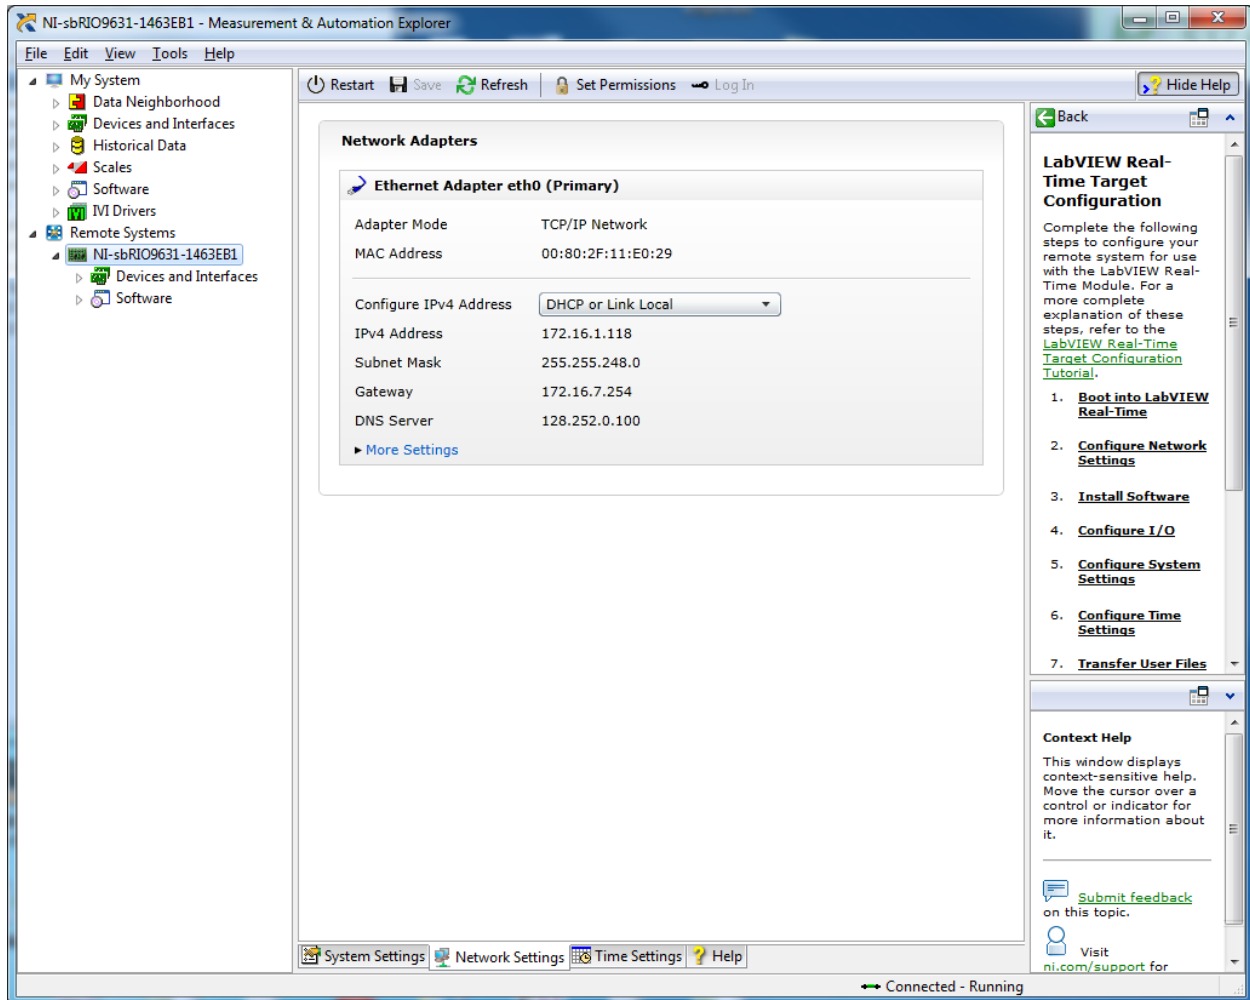 NI-sbRIO9631-1463EB1 - Measurement & Automation Explorer
File Edit View Tools Help
My System
Data Neighborhood
Devices and Interfaces
Historical Data
Scales
Software
IVI Drivers
Remote Systems
NI-sbRIO9631-1463EB1
Devices and Interfaces
Software
Restart Save Refresh Set Permissions Log In
Hide Help
Network Adapters
Ethernet Adapter eth0 (Primary)
Adapter Mode TCP/IP Network
MAC Address 00:80:2F:11:E0:29
Configure IPv4 Address DHCP or Link Local
IPv4 Address 172.16.1.118
Subnet Mask 255.255.248.0
Gateway 172.16.7.254
DNS Server 128.252.0.100
More Settings
System Settings Network Settings Time Settings Help
Back
LabVIEW Real-
Time Target
Configuration
Complete the following
steps to configure your
remote system for use
with the LabVIEW Real-
Time Module. For a
more complete
explanation of these
steps, refer to the
LabVIEW Real-Time
Target Configuration
Tutorial.
1. Boot into LabVIEW
Real-Time
2. Configure Network
Settings
3. Install Software
4. Configure I/O
5. Configure System
Settings
6. Configure Time
Settings
7. Transfer User Files
Context Help
This window displays
context-sensitive help.
Move the cursor over a
control or indicator for
more information about
it.
Submit feedback
on this topic.
Visit
ni.com/support for
Connected - Running